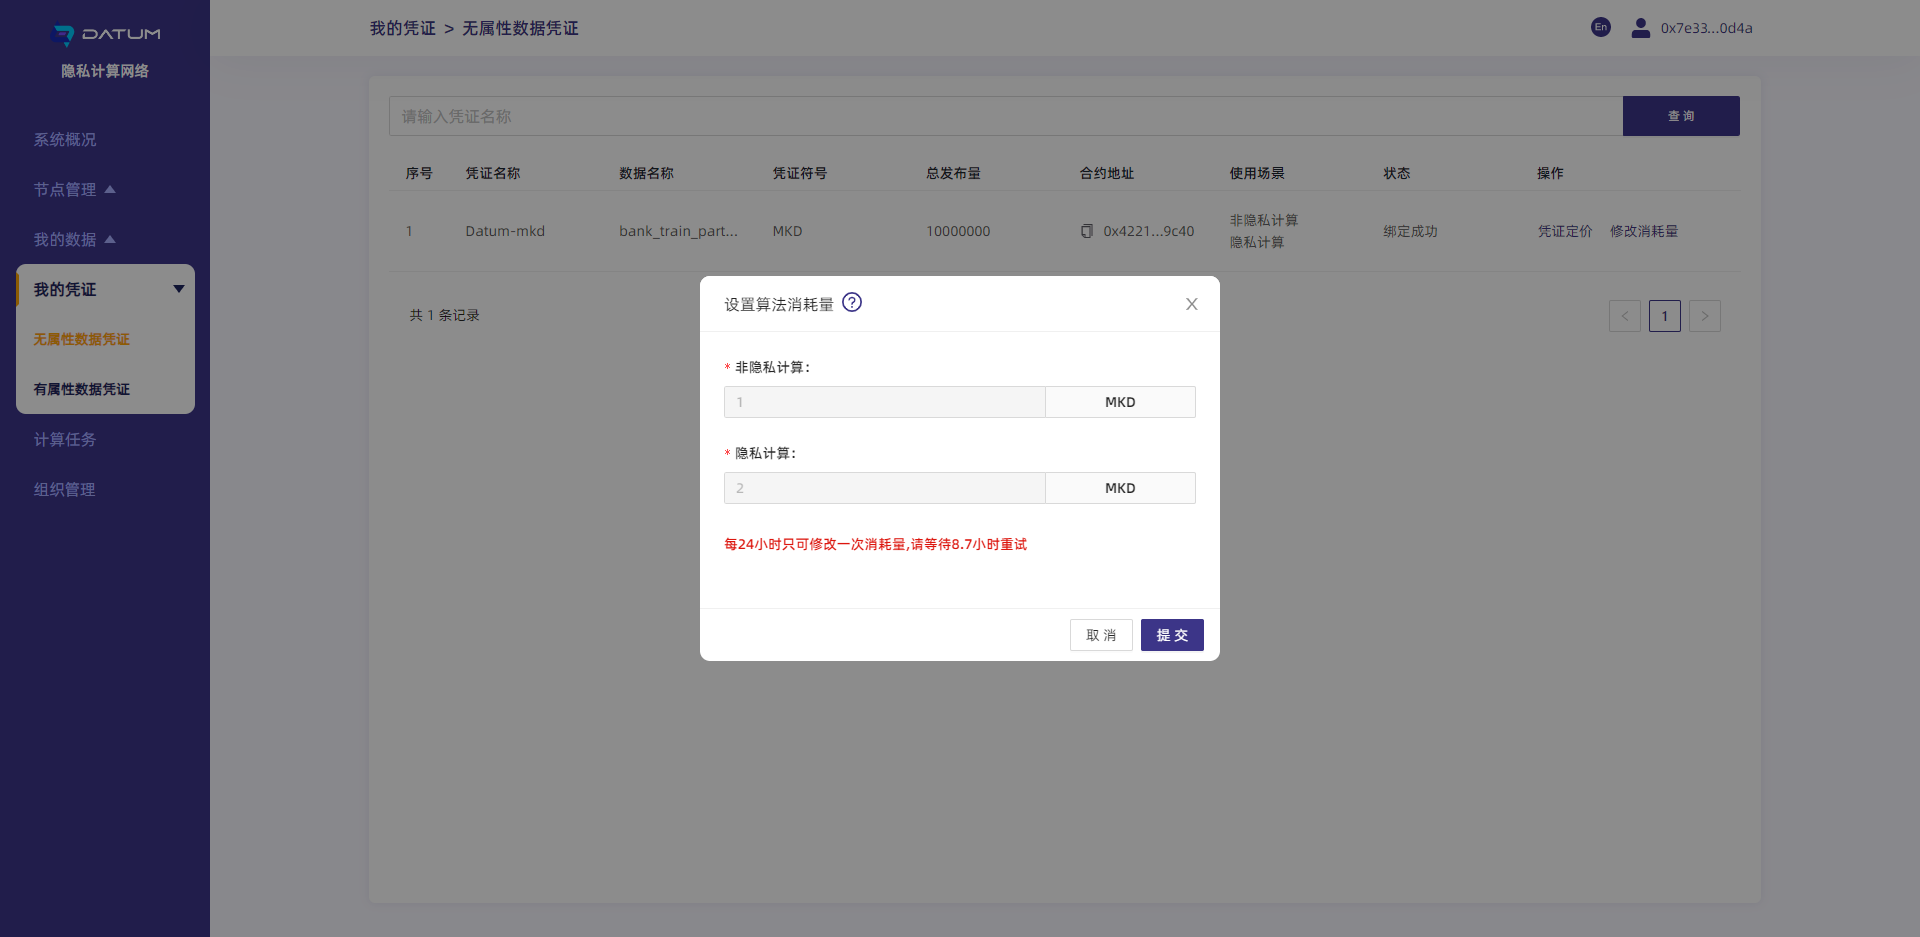 DATUM
隐私计算网络
系统概况
节点管理
我的数据
我的凭证
无属性数据凭证
有属性数据凭证
计算任务
组织管理
我的凭证 > 无属性数据凭证
En
0x7e33...0d4a
请输入凭证名称
查 询
序号 凭证名称 数据名称 凭证符号 总发布量 合约地址 使用场景 状态 操作
1 Datum-mkd bank_train_part... MKD 10000000 0x4221...9c40 非隐私计算 绑定成功 凭证定价 修改消耗量
隐私计算
共 1 条记录
< 1 >
设置算法消耗量 ?
X
* 非隐私计算:
1 MKD
* 隐私计算:
2 MKD
每24小时只可修改一次消耗量,请等待8.7小时重试
取 消
提 交